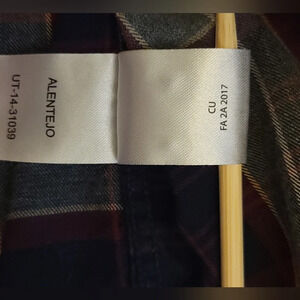 ALENTEJO
UT-14-31039
CU
FA 2A 2017